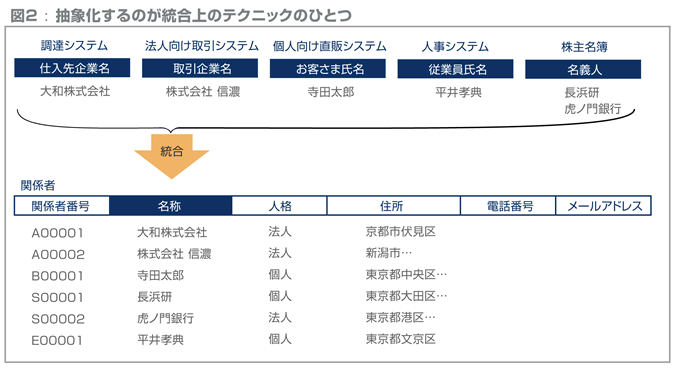 図2：抽象化するのが統合上のテクニックのひとつ
調達システム 法人向け取引システム 個人向け直販システム 人事システム 株主名簿
仕入先企業名 取引企業名 お客さま氏名 従業員氏名 名義人
大和株式会社 株式会社 信濃 寺田太郎 平井孝典 長浜研
虎ノ門銀行
統合
関係者
関係者番号 名称 人格 住所 電話番号 メールアドレス
A00001 大和株式会社 法人 京都市伏見区
A00002 株式会社 信濃 法人 新潟市…
B00001 寺田太郎 個人 東京都中央区…
S00001 長浜研 個人 東京都大田区…
S00002 虎ノ門銀行 法人 東京都港区…
E00001 平井孝典 個人 東京都文京区